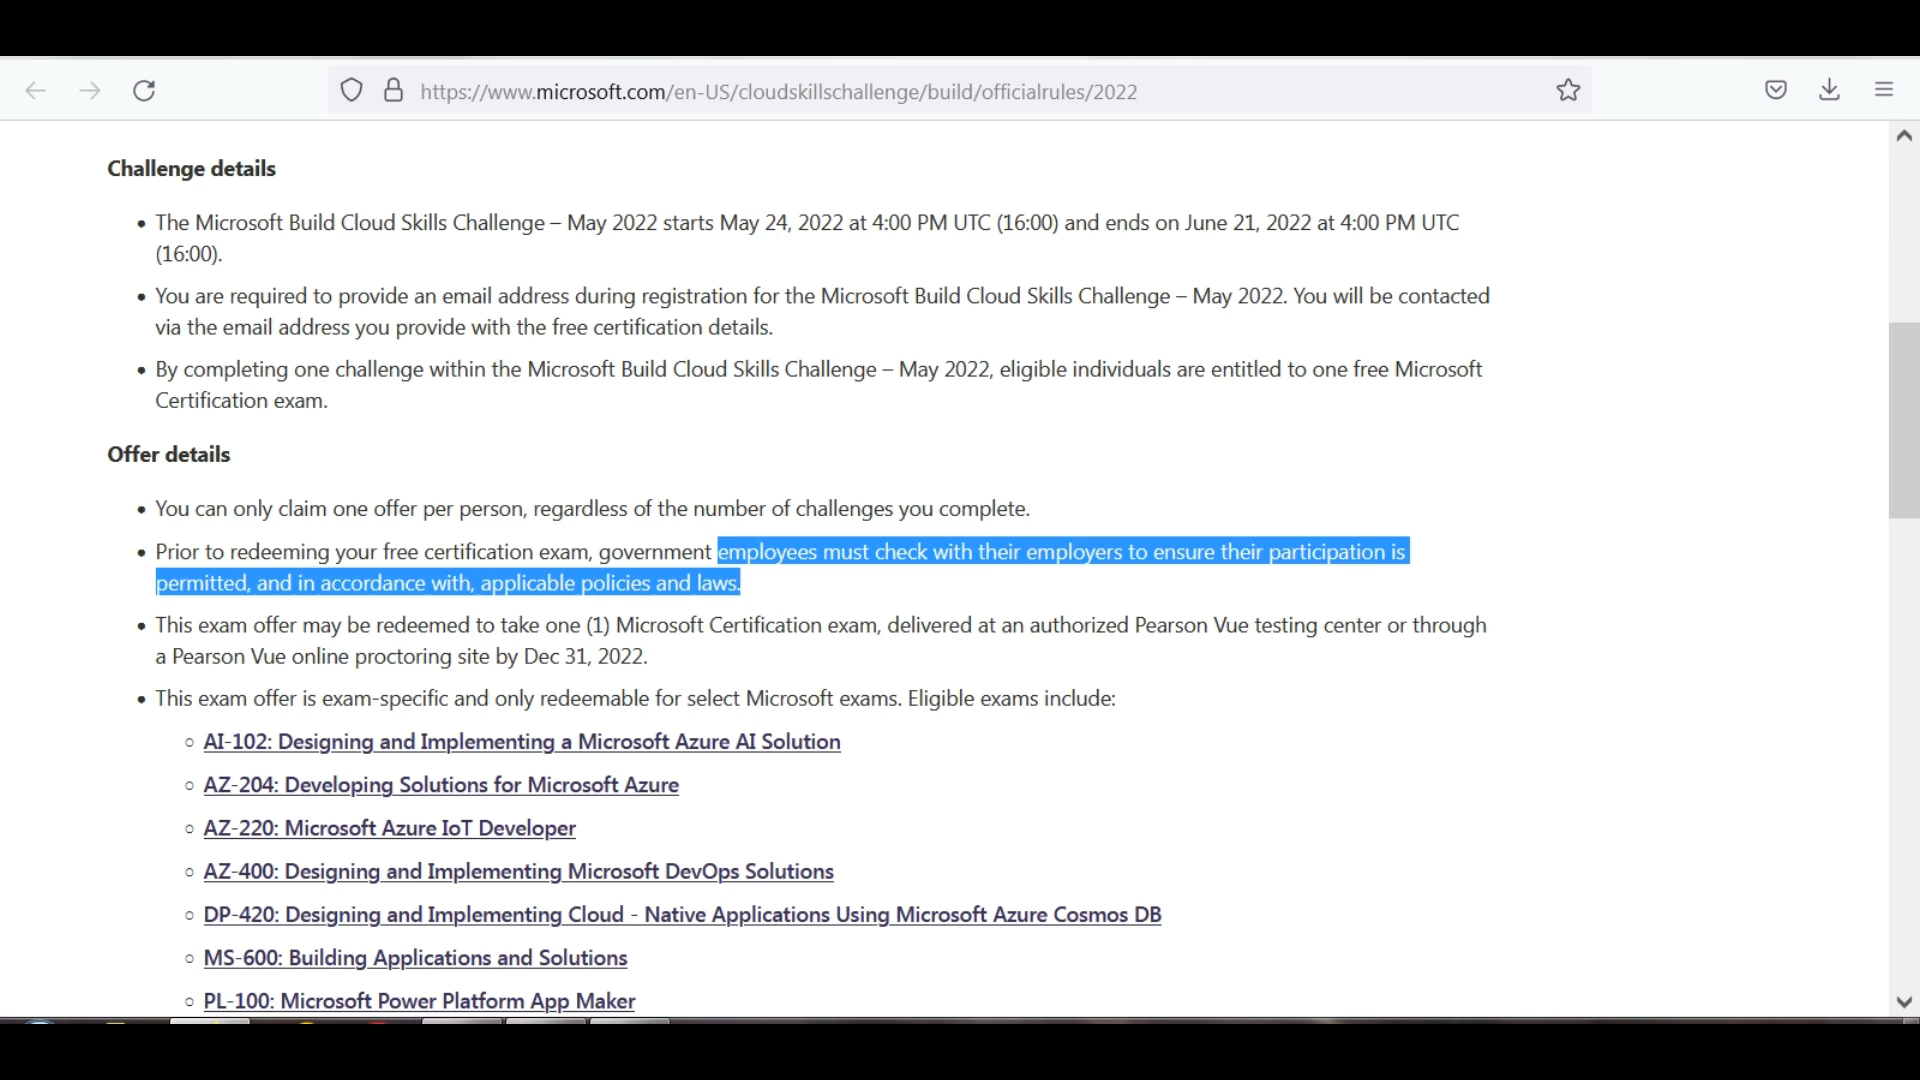 https://www.microsoft.com/en-US/cloudskillschallenge/build/officialrules/2022
Challenge details
The Microsoft Build Cloud Skills Challenge – May 2022 starts May 24, 2022 at 4:00 PM UTC (16:00) and ends on June 21, 2022 at 4:00 PM UTC
(16:00).
You are required to provide an email address during registration for the Microsoft Build Cloud Skills Challenge – May 2022. You will be contacted
via the email address you provide with the free certification details.
By completing one challenge within the Microsoft Build Cloud Skills Challenge – May 2022, eligible individuals are entitled to one free Microsoft
Certification exam.
Offer details
You can only claim one offer per person, regardless of the number of challenges you complete.
Prior to redeeming your free certification exam, government employees must check with their employers to ensure their participation is
permitted, and in accordance with, applicable policies and laws.
This exam offer may be redeemed to take one (1) Microsoft Certification exam, delivered at an authorized Pearson Vue testing center or through
a Pearson Vue online proctoring site by Dec 31, 2022.
This exam offer is exam-specific and only redeemable for select Microsoft exams. Eligible exams include:
AI-102: Designing and Implementing a Microsoft Azure AI Solution
AZ-204: Developing Solutions for Microsoft Azure
AZ-220: Microsoft Azure IoT Developer
AZ-400: Designing and Implementing Microsoft DevOps Solutions
DP-420: Designing and Implementing Cloud - Native Applications Using Microsoft Azure Cosmos DB
MS-600: Building Applications and Solutions
PL-100: Microsoft Power Platform App Maker